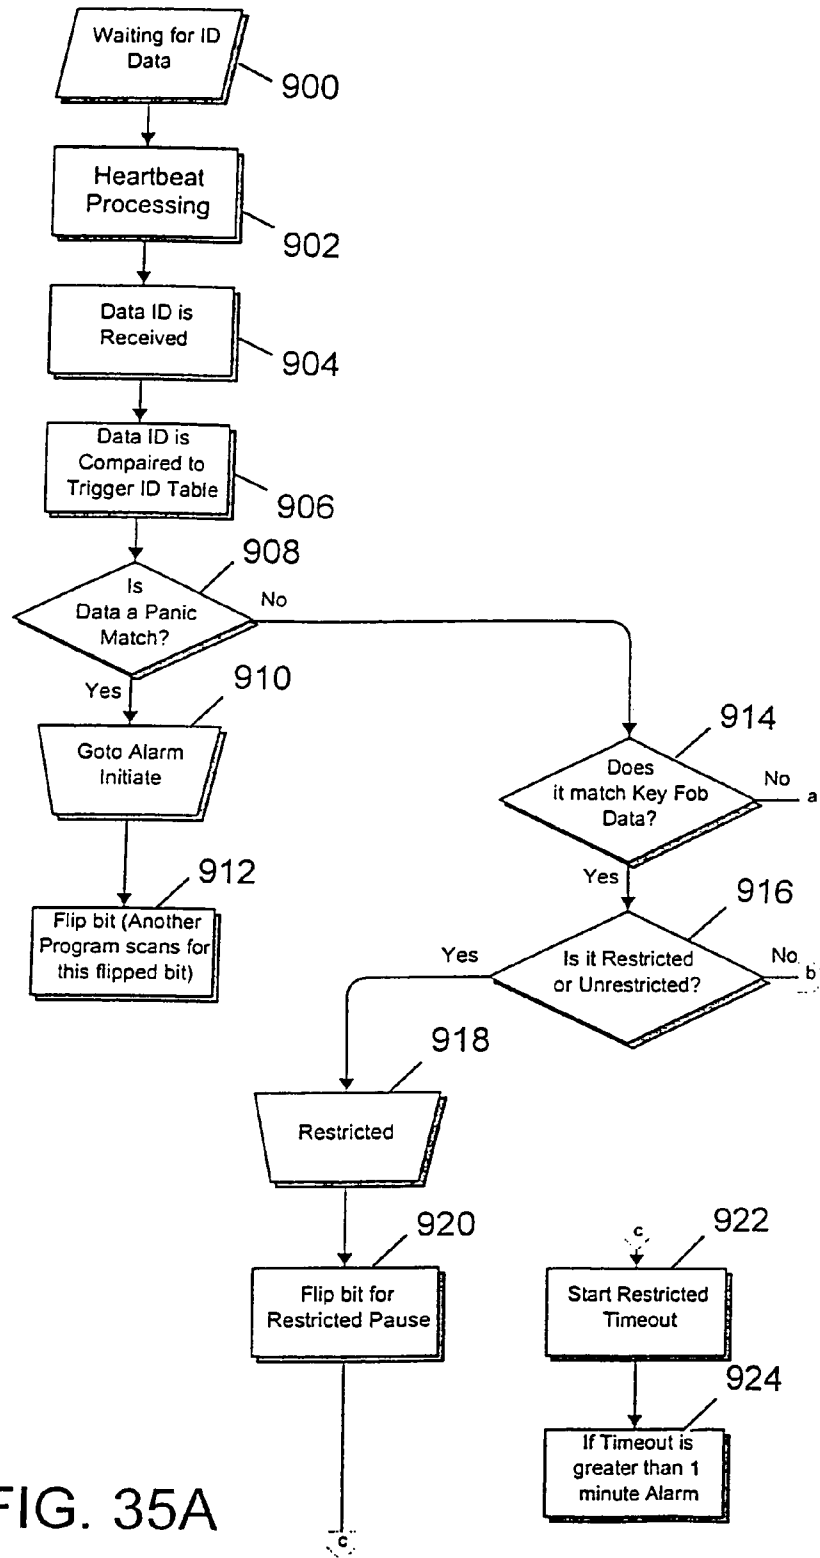 Waiting for ID
Data
900
Heartbeat
Processing
902
Data ID is
Received
904
Data ID is
Compaired to
Trigger ID Table
906
908
Is
Data a Panic
Match?
No
Yes
910
Goto Alarm
Initiate
912
Flip bit (Another
Program scans for
this flipped bit)
914
Does
it match Key Fob
Data?
No
a
Yes
916
Is it Restricted
or Unrestricted?
No
b
Yes
918
Restricted
920
Flip bit for
Restricted Pause
c
c
922
Start Restricted
Timeout
924
If Timeout is
greater than 1
minute Alarm
FIG. 35A